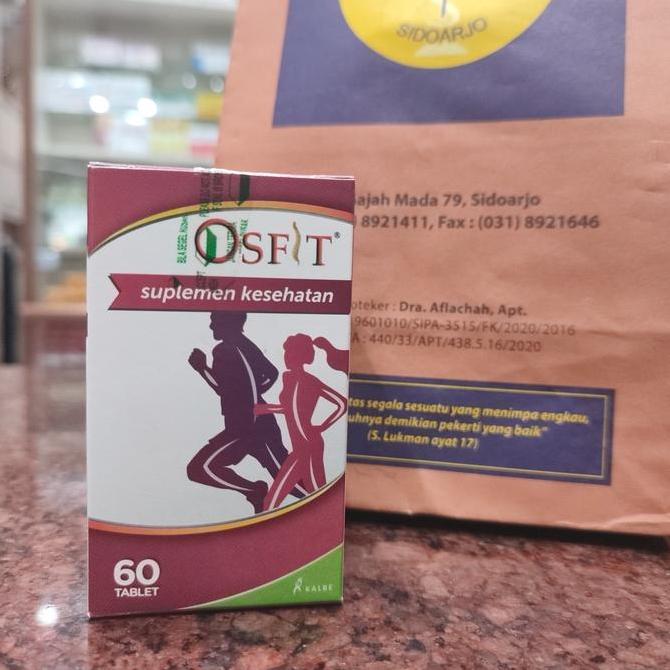 SIDOARJO
ajah Mada 79, Sidoarjo
8921411, Fax : (031) 8921646
oteker : Dra. Aflachah, Apt.
9601010/SIPA-3515/FK/2020/2016
A : 440/33/APT/438.5.16/2020
tas segala sesuatu yang menimpa engkau,
uhnya demikian pekerti yang baik"
(S. Lukman ayat 17)
OSFIT®
suplemen kesehatan
60
TABLET
KALBE